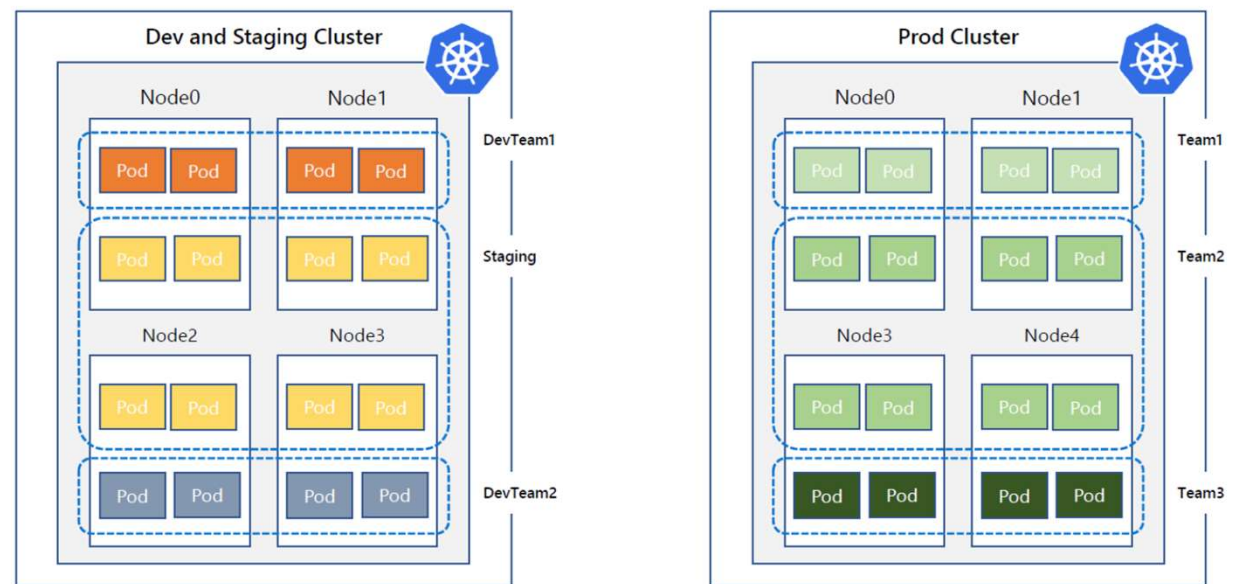 Dev and Staging Cluster
Node0 Node1
DevTeam1
Pod Pod Pod Pod
Staging
Pod Pod Pod Pod
Node2 Node3
Pod Pod Pod Pod
DevTeam2
Pod Pod Pod Pod
Prod Cluster
Node0 Node1
Team1
Pod Pod Pod Pod
Team2
Pod Pod Pod Pod
Node3 Node4
Pod Pod Pod Pod
Team3
Pod Pod Pod Pod